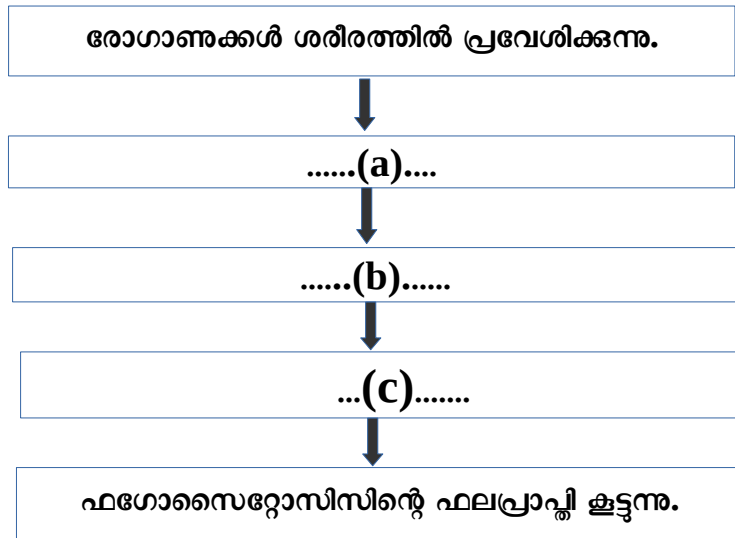 രോഗാണുക്കൾ ശരീരത്തിൽ പ്രവേശിക്കുന്നു.
......(a)....
......(b)......
...(c).......
ഫഗോസൈറ്റോസിസിന്റെ ഫലപ്രാപ്തി കൂട്ടുന്നു.